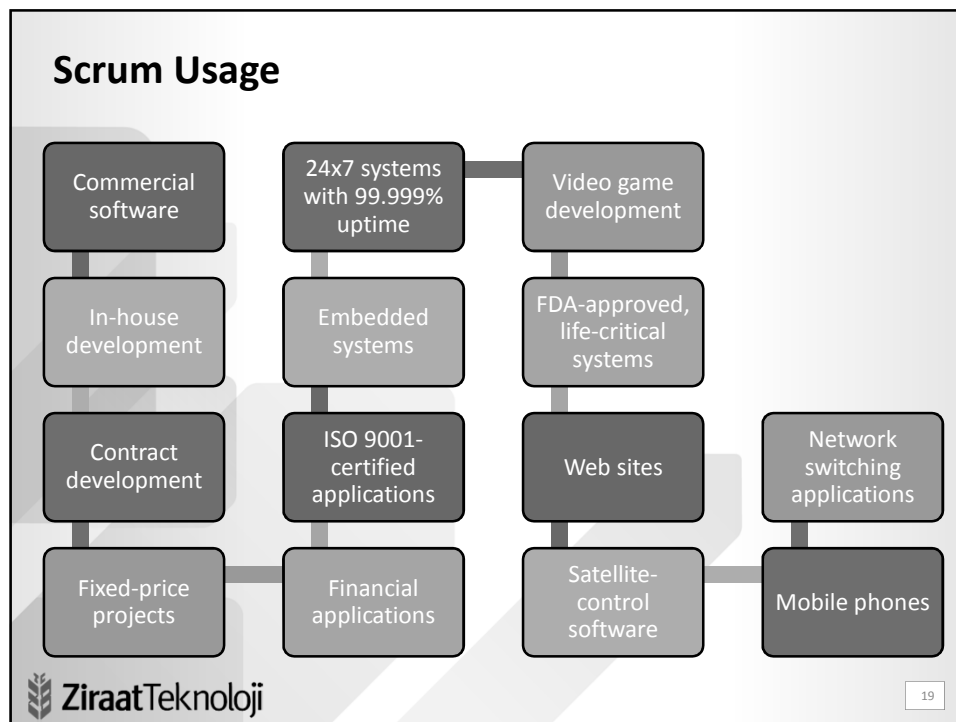 Scrum Usage
Commercial
software
In-house
development
Contract
development
Fixed-price
projects
Financial
applications
ISO 9001-
certified
applications
Embedded
systems
24x7 systems
with 99.999%
uptime
Video game
development
FDA-approved,
life-critical
systems
Web sites
Satellite-
control
software
Mobile phones
Network
switching
applications
ZiraatTeknoloji
19